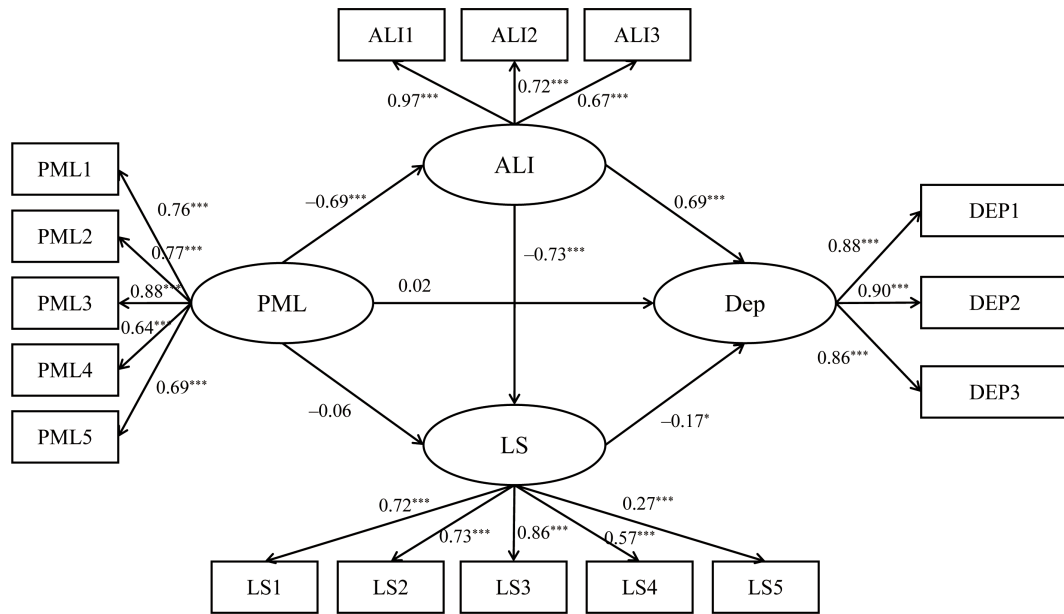 ALI1
ALI2
ALI3
0.97***
0.72***
0.67***
ALI
PML1
PML2
PML3
PML4
PML5
0.76***
0.77***
0.88***
0.64***
0.69***
PML
–0.69***
0.69***
–0.73***
0.02
–0.06
–0.17*
Dep
0.88***
0.90***
0.86***
DEP1
DEP2
DEP3
LS
0.72***
0.73***
0.86***
0.57***
0.27***
LS1
LS2
LS3
LS4
LS5